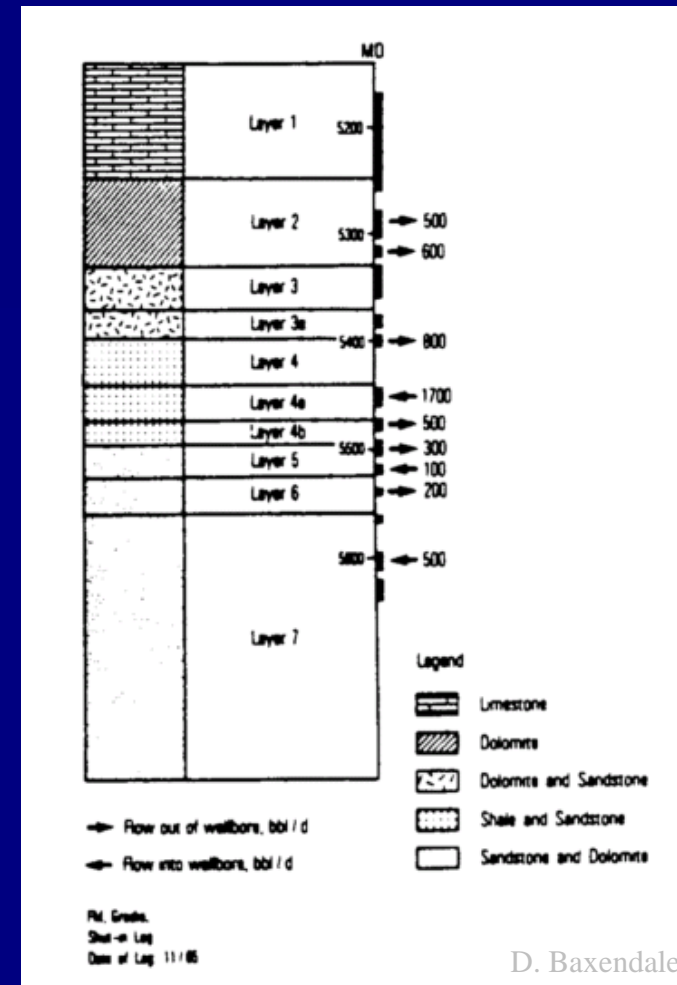 MD
Layer 1
5200
Layer 2
500
5300
600
Layer 3
Layer 3a
5400
800
Layer 4
Layer 4a
1700
Layer 4b
500
5600
300
Layer 5
100
Layer 6
200
5800
500
Layer 7
Legend
Limestone
Dolomite
Dolomite and Sandstone
Shale and Sandstone
Sandstone and Dolomite
Flow out of wellbore, bbl / d
Flow into wellbore, bbl / d
Shut-in Log
Date of Log 11 / 85
D. Baxendale